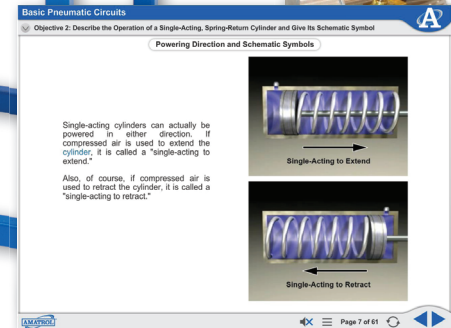 Basic Pneumatic Circuits
A
Objective 2: Describe the Operation of a Single-Acting, Spring-Return Cylinder and Give Its Schematic Symbol
Powering Direction and Schematic Symbols
Single-acting cylinders can actually be
powered in either direction. If
compressed air is used to extend the
cylinder, it is called a "single-acting to
extend."
Also, of course, if compressed air is
used to retract the cylinder, it is called a
"single-acting to retract."
Single-Acting to Extend
Single-Acting to Retract
AMATROL
Page 7 of 61